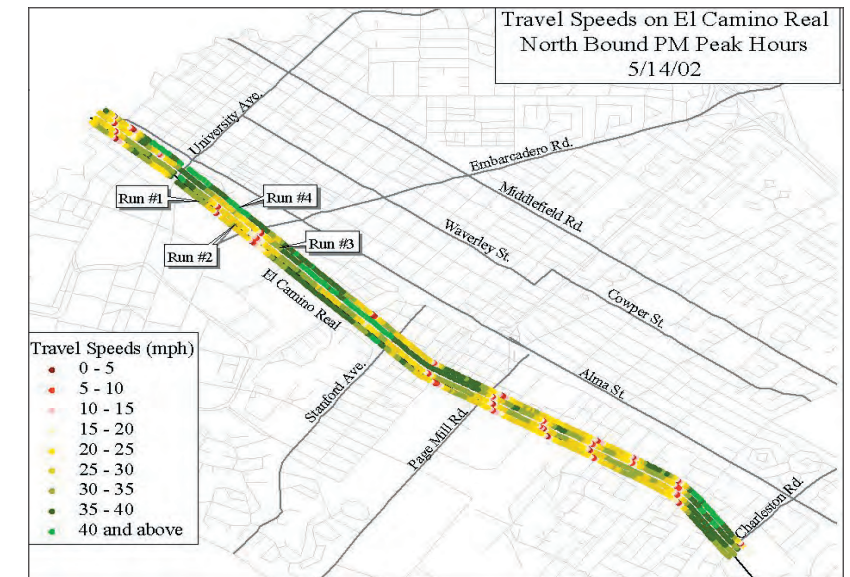 Travel Speeds on El Camino Real
North Bound PM Peak Hours
5/14/02
University Ave.
Embarcadero Rd.
Middlefield Rd.
Run #1
Run #4
Waverley St.
Run #3
Run #2
El Camino Real
Cowper St.
Alma St.
Stanford Ave.
Page Mill Rd.
Charleston Rd.
Travel Speeds (mph)
0 - 5
5 - 10
10 - 15
15 - 20
20 - 25
25 - 30
30 - 35
35 - 40
40 and above